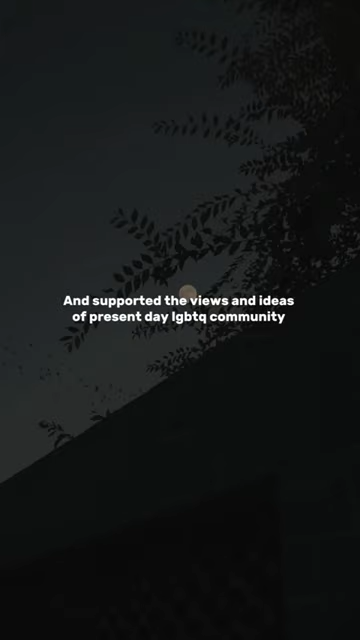 And supported the views and ideas
of present day lgbtq community